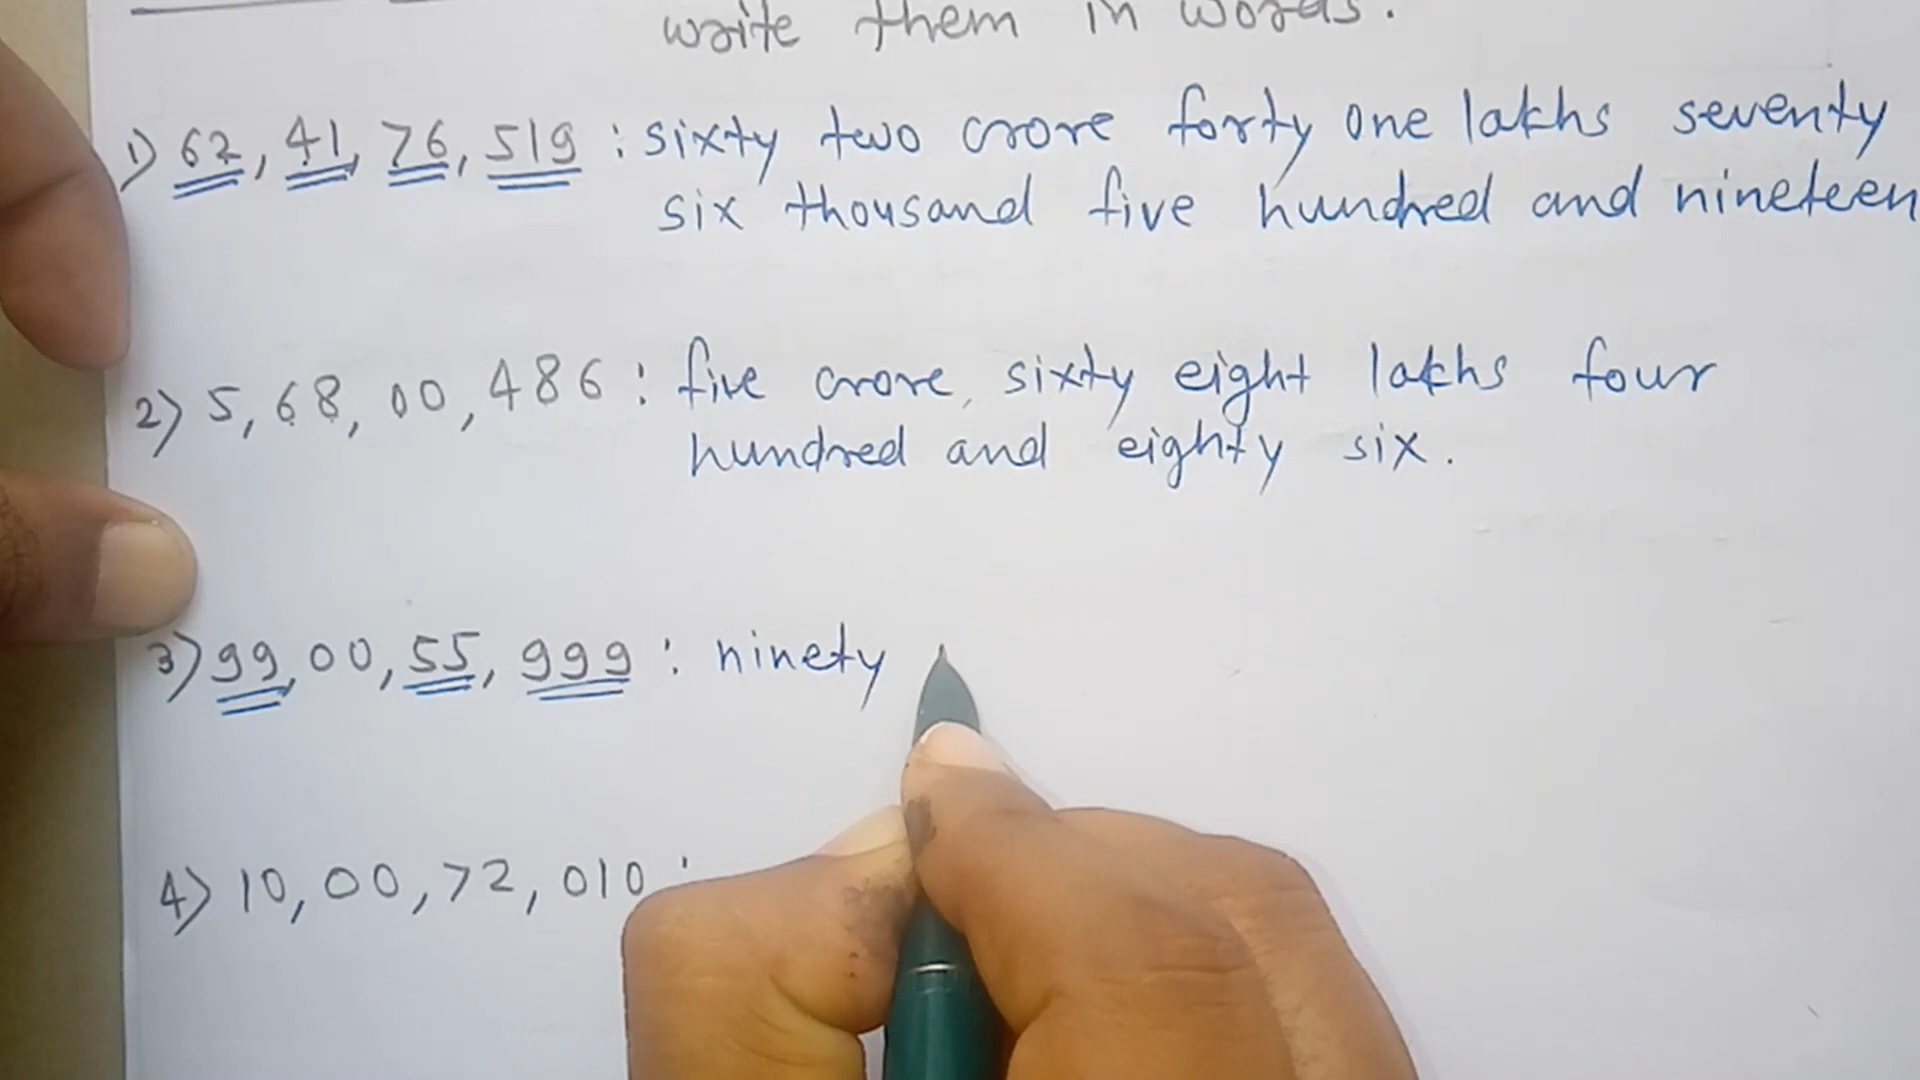 write them in words.
1) 62, 41, 76, 519 : sixty two crore forty one lakhs seventy
six thousand five hundred and nineteen
2) 5, 68, 00, 486 : five crore, sixty eight lakhs four
hundred and eighty six.
3) 99, 00, 55, 999 : ninety
4) 10, 00, 72, 010 :